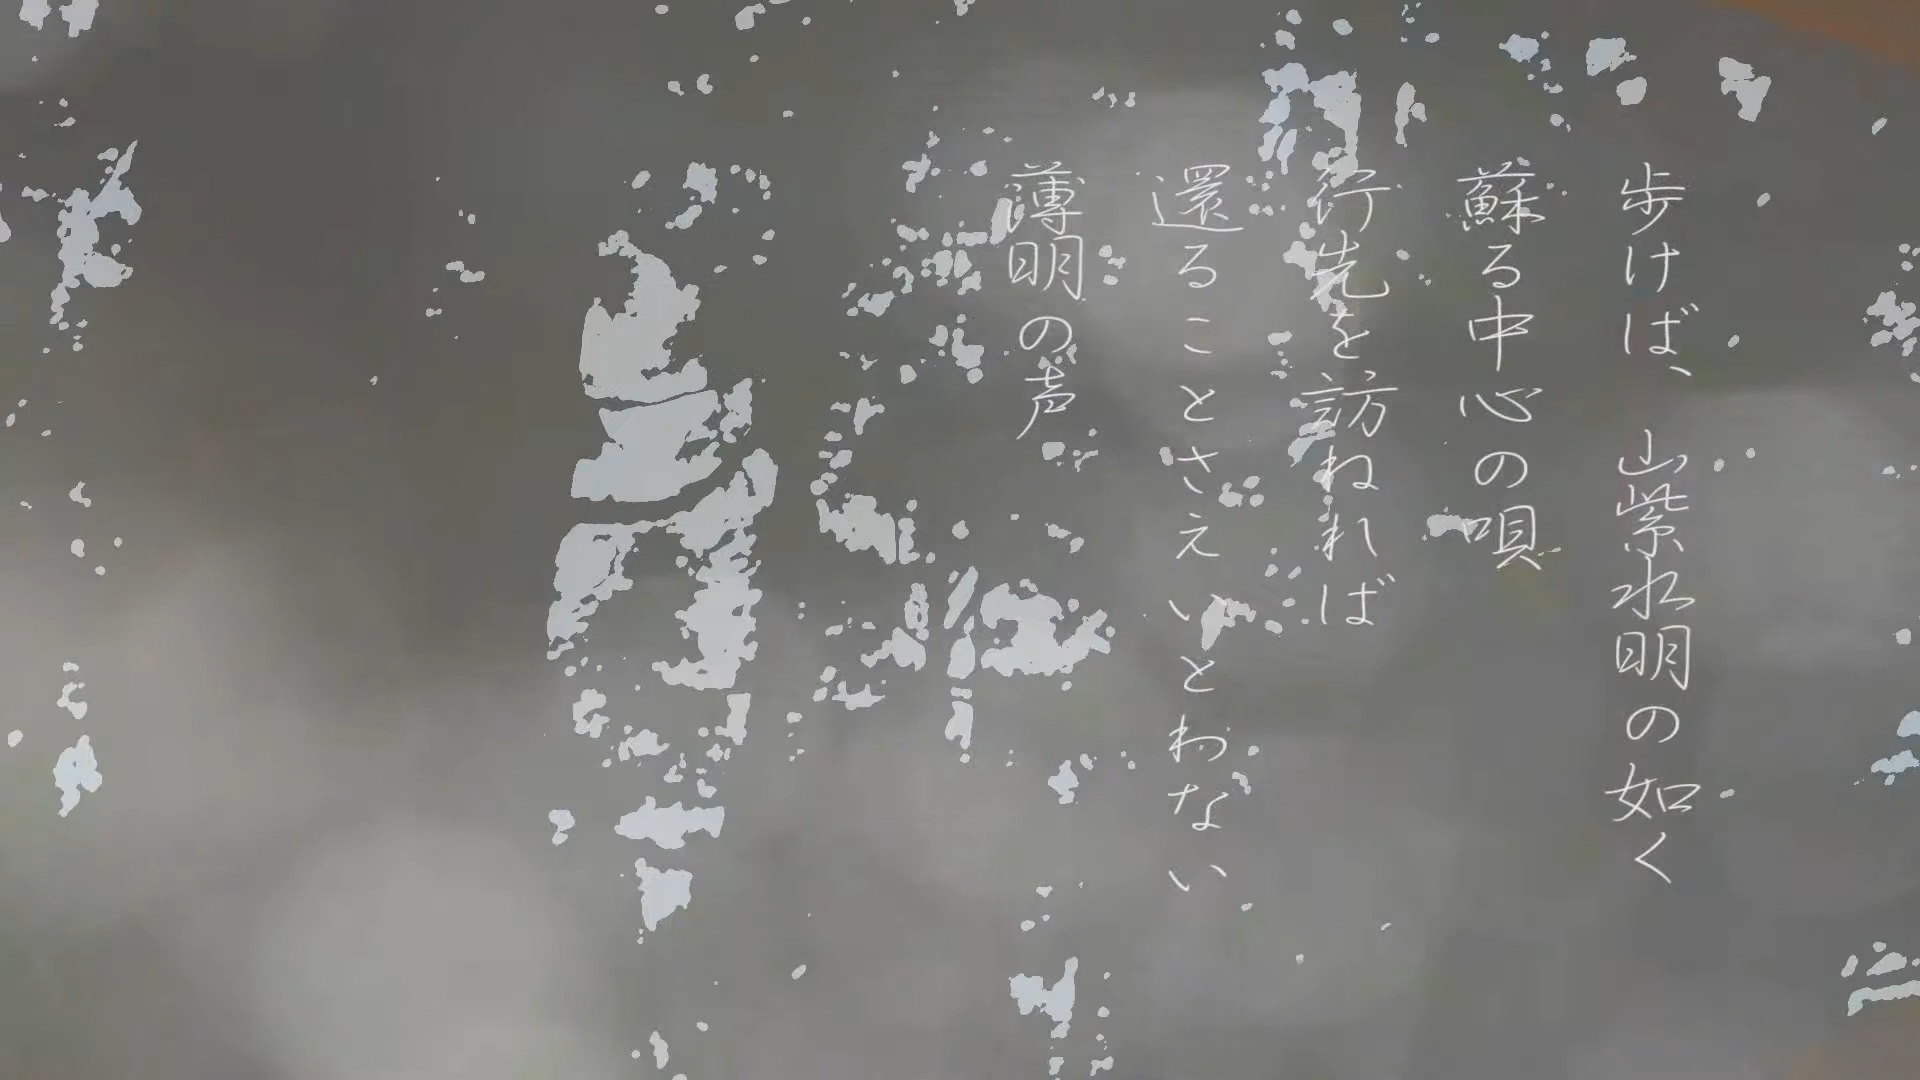 歩けば、山紫水明の如く
蘇る中心の唄
行先を訪ねれば
還ることさえいとわない
薄明の声